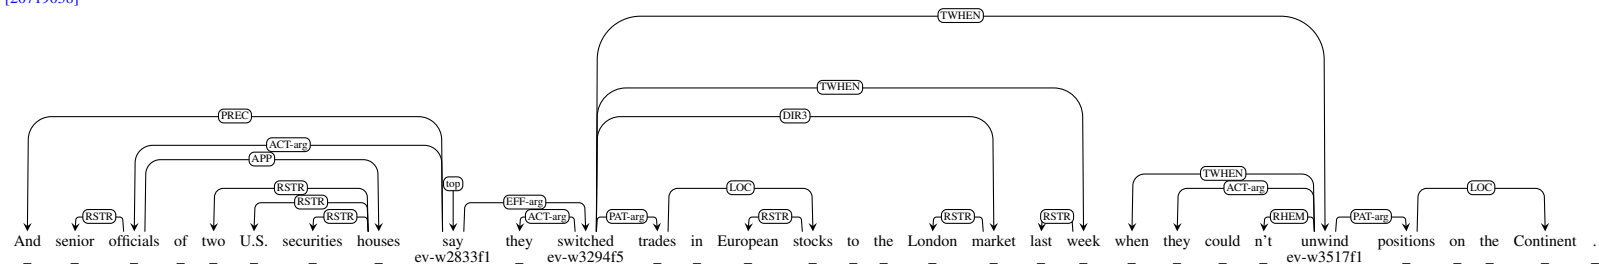 [20719038]
TWHEN
TWHEN
PREC DIR3
ACT-arg
APP
TWHEN
top
RSTR LOC ACT-arg LOC
RSTR EFF-arg
RSTR RSTR ACT-arg PAT-arg RSTR RSTR RSTR RHEM PAT-arg
And senior officials of two U.S. securities houses say they switched trades in European stocks to the London market last week when they could n't unwind positions on the Continent .
_ _ _ _ _ _ _ _ ev-w2833f1 _ ev-w3294f5 _ _ _ _ _ _ _ _ _ _ _ _ _ _ ev-w3517f1 _ _ _ _ _